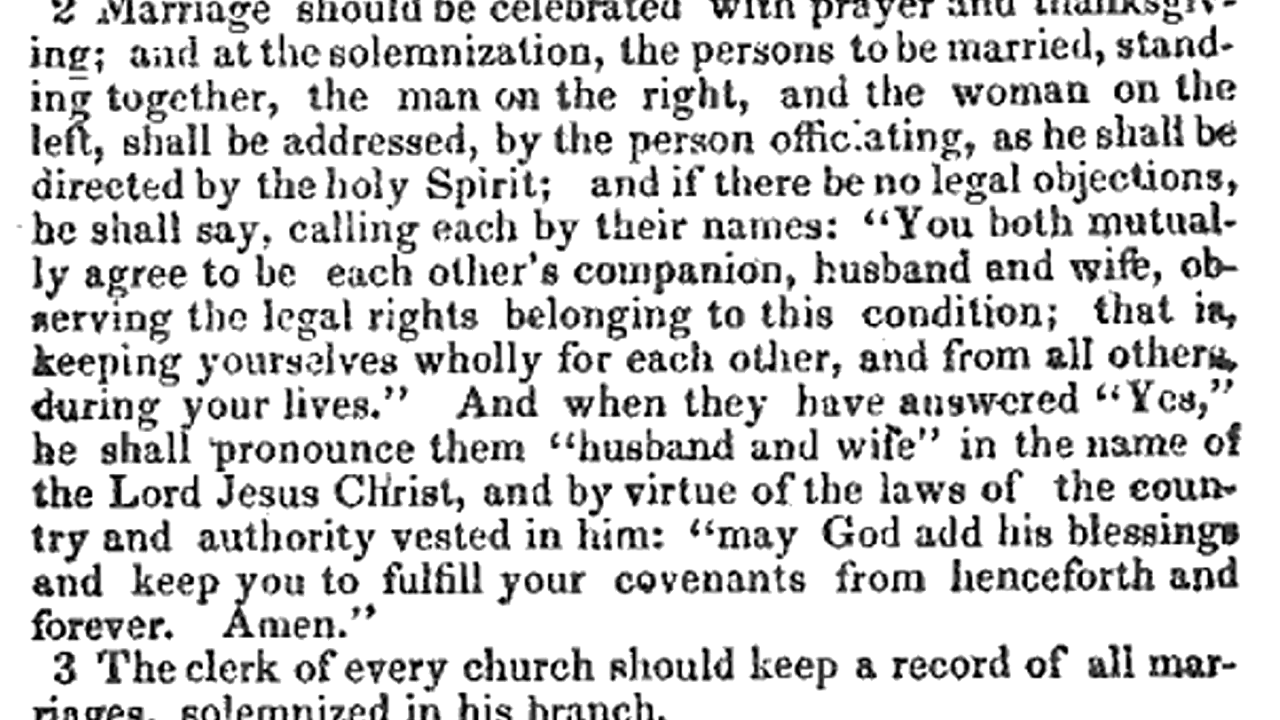 2 Marriage should be celebrated with prayer and thanksgiv-
ing; and at the solemnization, the persons to be married, stand-
ing together, the man on the right, and the woman on the
left, shall be addressed, by the person officiating, as he shall be
directed by the holy Spirit; and if there be no legal objections,
he shall say, calling each by their names: “You both mutual-
ly agree to be each other’s companion, husband and wife, ob-
serving the legal rights belonging to this condition; that is,
keeping yourselves wholly for each other, and from all others,
during your lives.” And when they have answered “Yes,”
he shall pronounce them “husband and wife” in the name of
the Lord Jesus Christ, and by virtue of the laws of the coun-
try and authority vested in him: “may God add his blessings
and keep you to fulfill your covenants from henceforth and
forever. Amen.”
3 The clerk of every church should keep a record of all mar-
riages, solemnized in his branch.